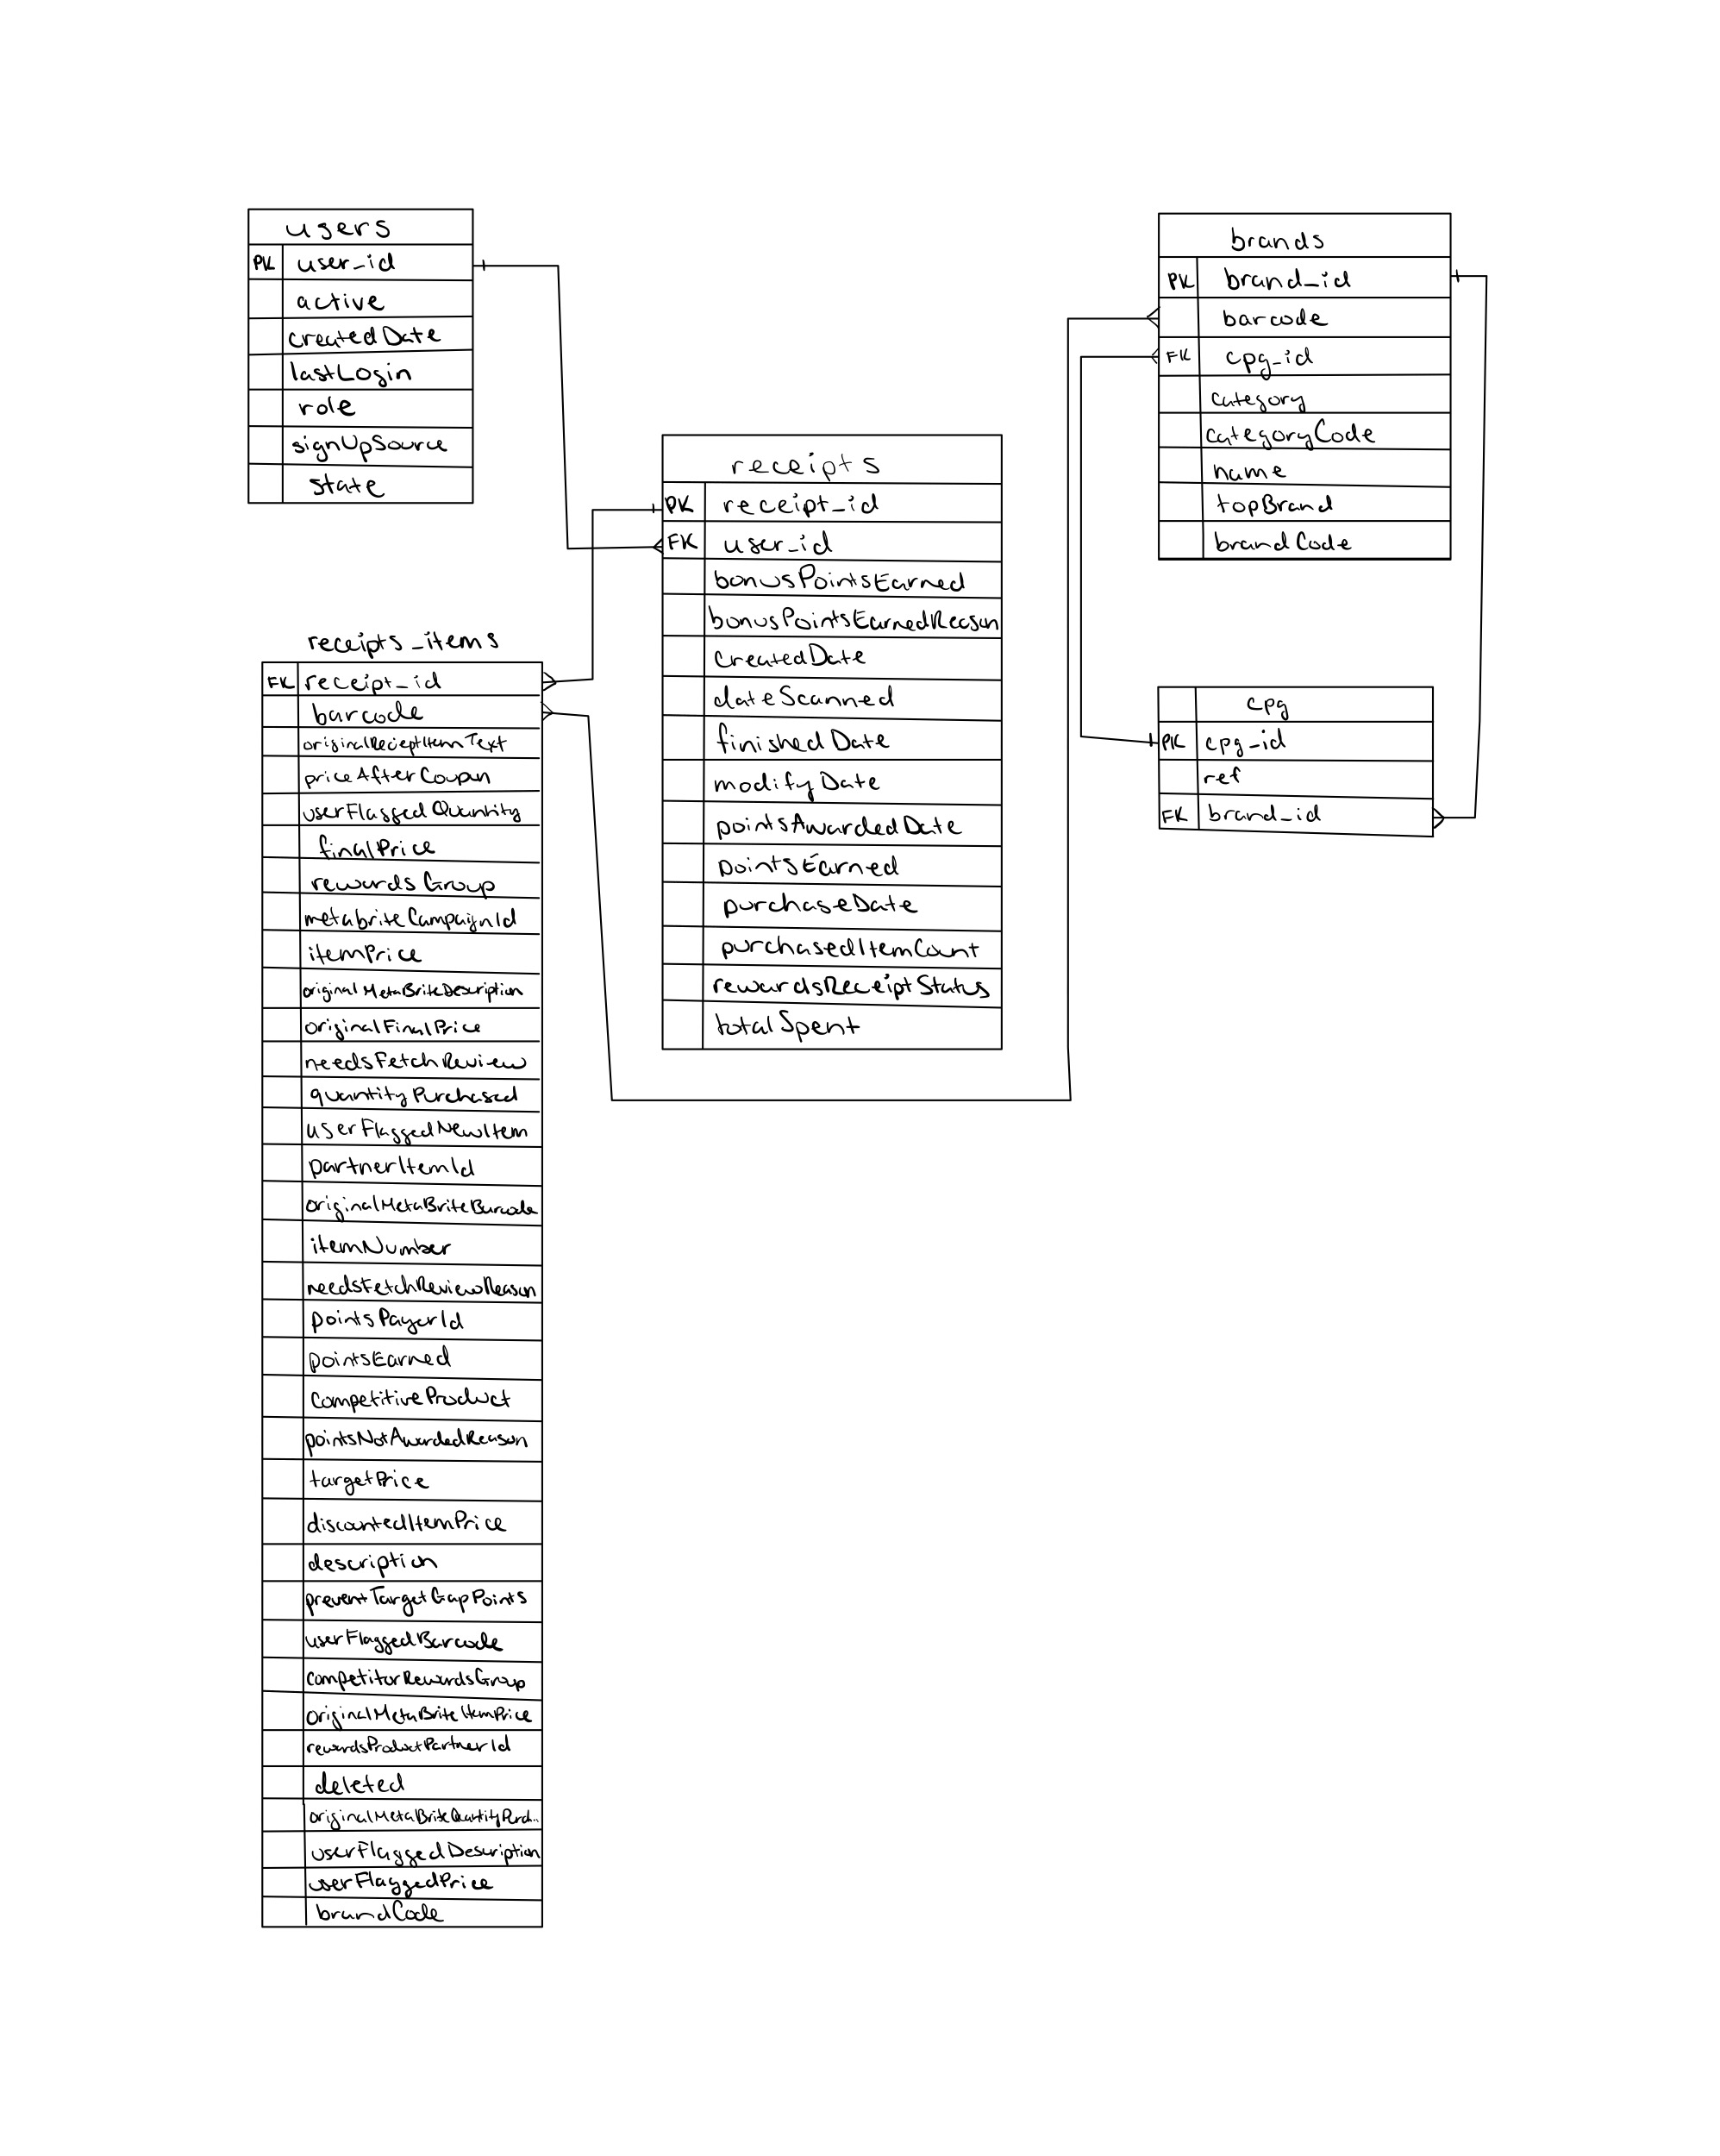 users
PK user_id
active
createdDate
lastLogin
role
signUpSource
state
receipts_items
FK receipt_id
barcode
originalRecieptItemText
priceAfterCoupon
userFlaggedQuantity
finalPrice
rewardsGroup
metabriteCampaignId
itemPrice
originalMetaBriteDescription
originalFinalPrice
needsFetchReview
quantityPurchased
userFlaggedNewItem
partnerItemId
originalMetaBriteBarcode
itemNumber
needsFetchReviewReason
pointsPayerId
pointsEarned
competitiveProduct
pointsNotAwardedReason
targetPrice
discountedItemPrice
description
preventTargetGapPoints
userFlaggedBarcode
competitorRewardsGroup
originalMetaBriteItemPrice
rewardsProductPartnerId
deleted
originalMetaBriteQuantityPurch..
userFlaggedDescription
userFlaggedPrice
brandCode
receipts
PK receipt_id
FK user_id
bonusPointsEarned
bonusPointsEarnedReason
createdDate
dateScanned
finishedDate
modifyDate
pointsAwardedDate
pointsEarned
purchaseDate
purchasedItemCount
rewardsReceiptStatus
totalSpent
brands
PK brand_id
barcode
FK cpg_id
category
categoryCode
name
topBrand
brandCode
cpg
PK cpg_id
ref
FK brand_id